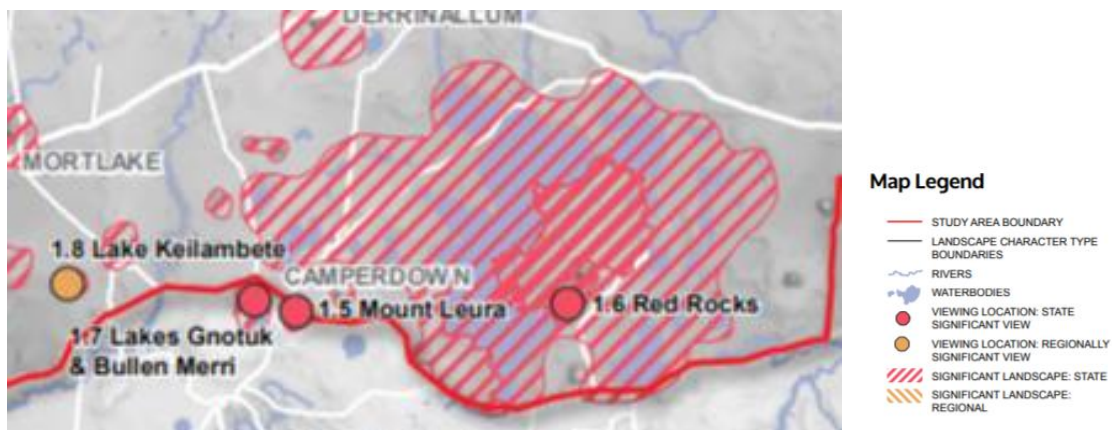 DERRINALLUM
MORTLAKE
1.8 Lake Keilambete
CAMPERDOWN
1.5 Mount Leura
1.6 Red Rocks
1.7 Lakes Gnotuk
& Bullen Merri
Map Legend
STUDY AREA BOUNDARY
LANDSCAPE CHARACTER TYPE
BOUNDARIES
RIVERS
WATERBODIES
VIEWING LOCATION: STATE
SIGNIFICANT VIEW
VIEWING LOCATION: REGIONALLY
SIGNIFICANT VIEW
SIGNIFICANT LANDSCAPE: STATE
SIGNIFICANT LANDSCAPE:
REGIONAL